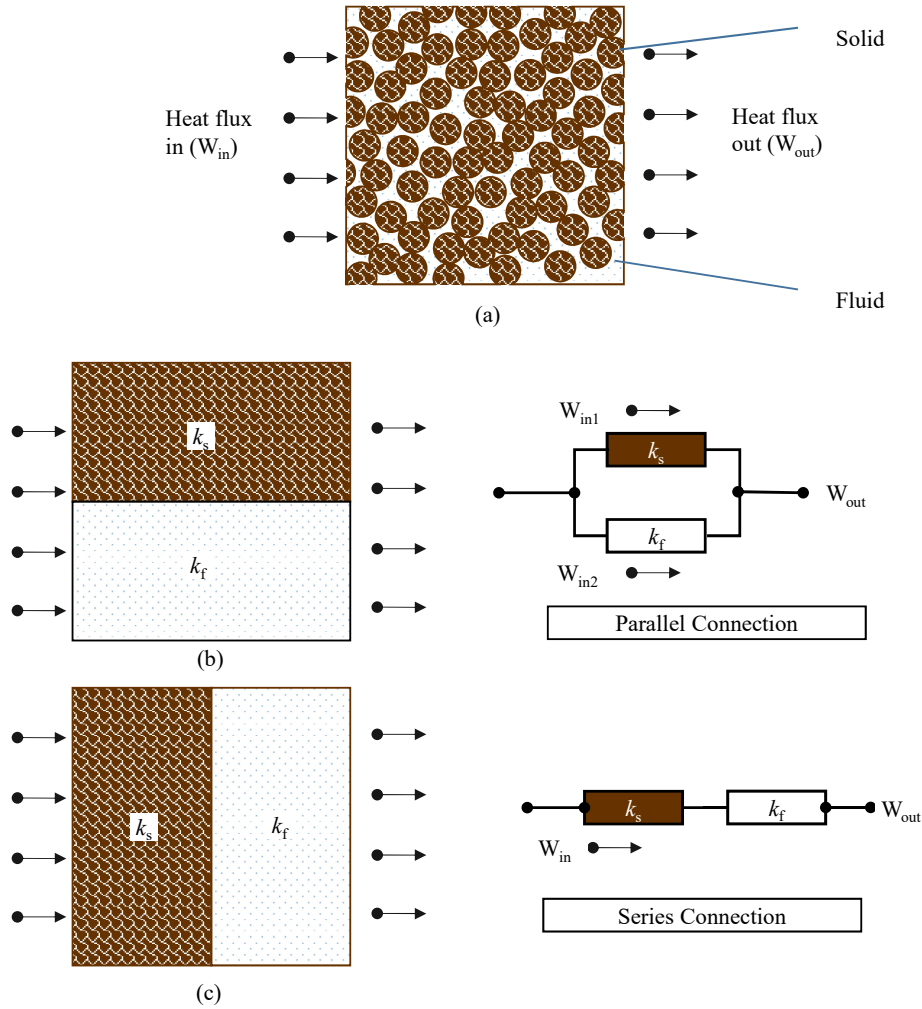 Solid
Heat flux
in (W_in)
Heat flux
out (W_out)
Fluid
(a)
k_s
k_f
(b)
W_in1
k_s
W_out
k_f
W_in2
Parallel Connection
k_s
k_f
(c)
k_s
k_f
W_out
W_in
Series Connection